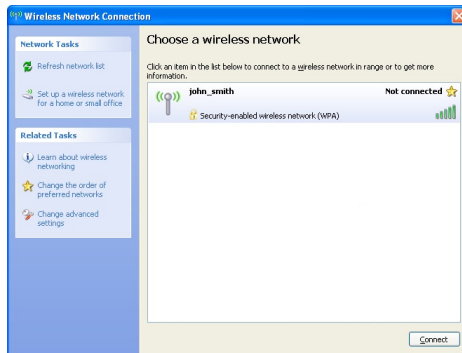 Wireless Network Connection
Network Tasks
Refresh network list
Set up a wireless network
for a home or small office
Related Tasks
Learn about wireless
networking
Change the order of
preferred networks
Change advanced
settings
Choose a wireless network
Click an item in the list below to connect to a wireless network in range or to get more
information.
john_smith
Not connected
Security-enabled wireless network (WPA)
Connect